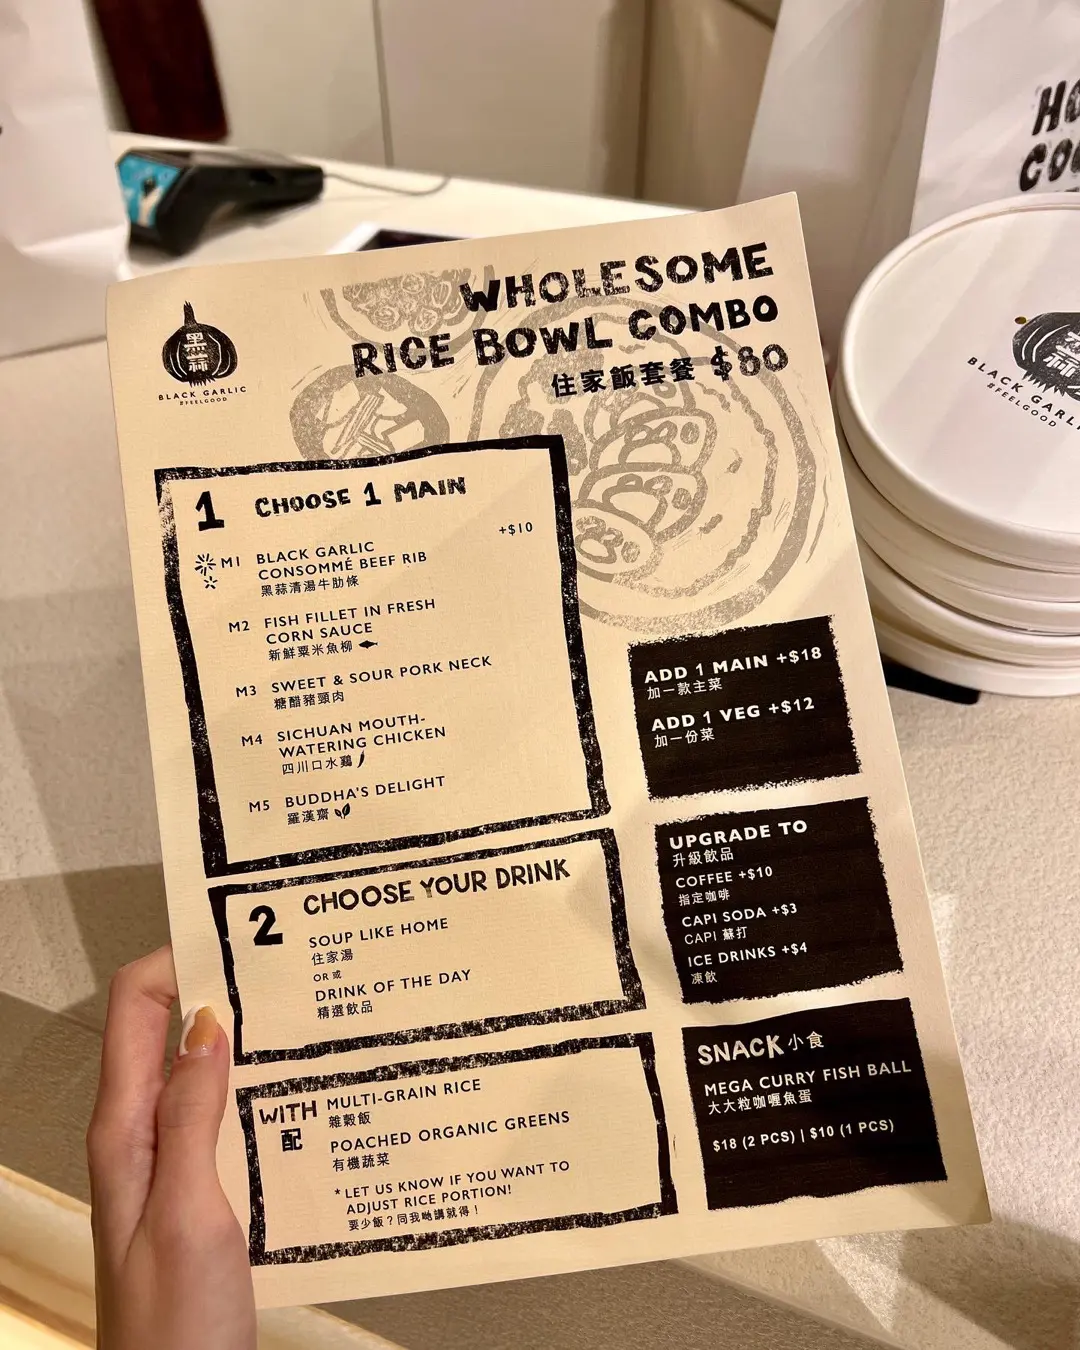 HO
COO
黑蒜
BLACK GARLIC
#FEELGOOD
WHOLESOME
RICE BOWL COMBO
住家飯套餐 $80
1 CHOOSE 1 MAIN
+$10
M1 BLACK GARLIC
CONSOMMÉ BEEF RIB
黑蒜清湯牛肋條
M2 FISH FILLET IN FRESH
CORN SAUCE
新鮮粟米魚柳
M3 SWEET & SOUR PORK NECK
糖醋豬頸肉
M4 SICHUAN MOUTH-
WATERING CHICKEN
四川口水鷄
M5 BUDDHA'S DELIGHT
羅漢齋
2 CHOOSE YOUR DRINK
SOUP LIKE HOME
住家湯
OR 或
DRINK OF THE DAY
精選飲品
WITH
配
MULTI-GRAIN RICE
雜穀飯
POACHED ORGANIC GREENS
有機蔬菜
* LET US KNOW IF YOU WANT TO
ADJUST RICE PORTION!
要少飯？同我哋講就得！
ADD 1 MAIN +$18
加一款主菜
ADD 1 VEG +$12
加一份菜
UPGRADE TO
升級飲品
COFFEE +$10
指定咖啡
CAPI SODA +$3
CAPI 蘇打
ICE DRINKS +$4
凍飲
SNACK 小食
MEGA CURRY FISH BALL
大大粒咖喱魚蛋
$18 (2 PCS) | $10 (1 PCS)
BLACK GARLI
#FEELGOOD